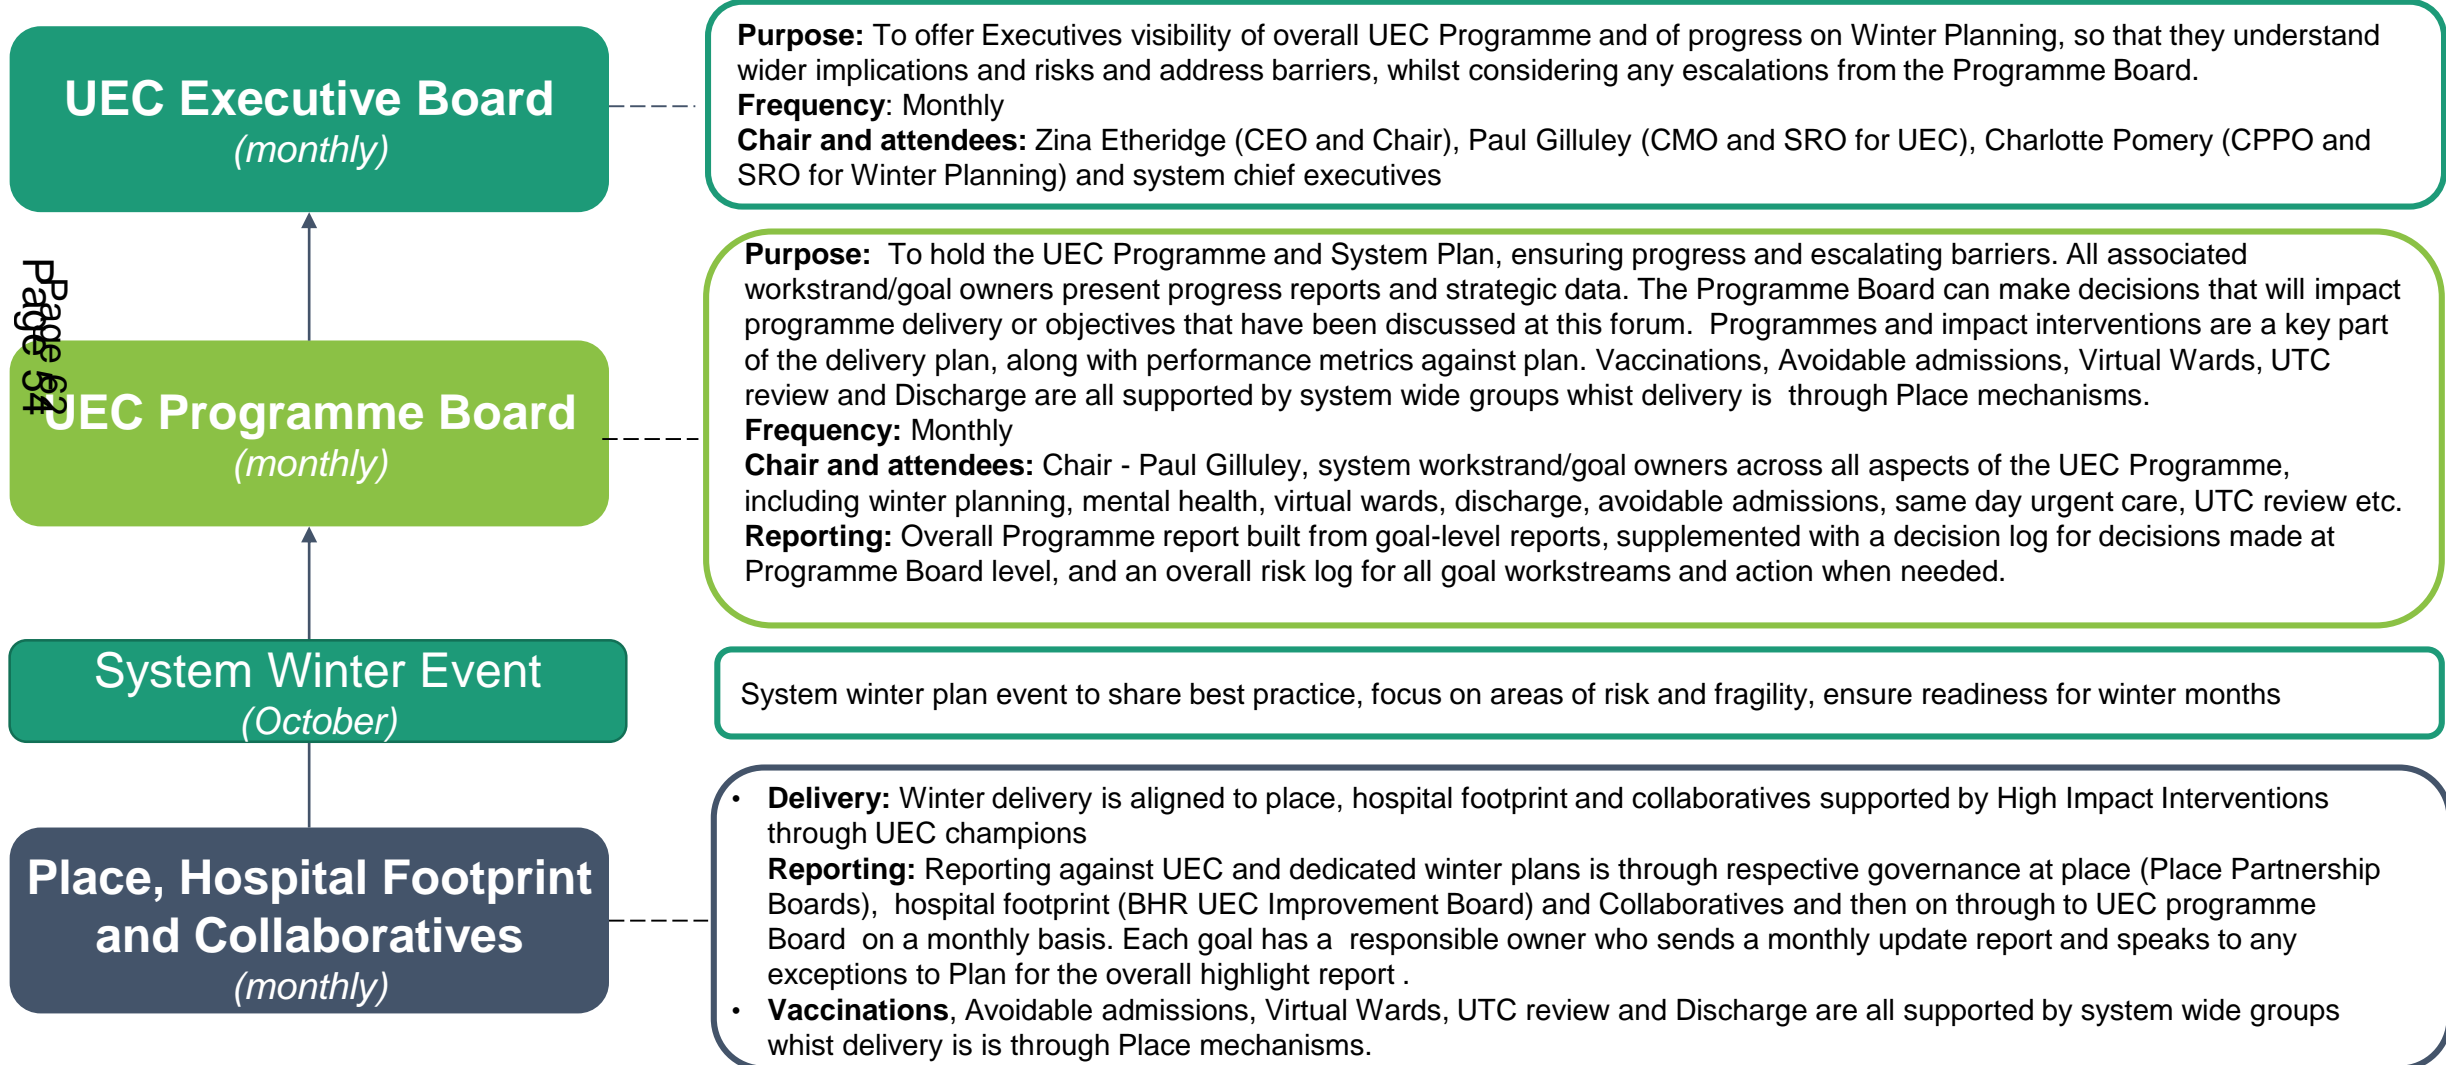 UEC Executive Board
(monthly)
Purpose: To offer Executives visibility of overall UEC Programme and of progress on Winter Planning, so that they understand
wider implications and risks and address barriers, whilst considering any escalations from the Programme Board.
Frequency: Monthly
Chair and attendees: Zina Etheridge (CEO and Chair), Paul Gilluley (CMO and SRO for UEC), Charlotte Pomery (CPPO and
SRO for Winter Planning) and system chief executives
Page 62
Page 54
UEC Programme Board
(monthly)
Purpose: To hold the UEC Programme and System Plan, ensuring progress and escalating barriers. All associated
workstrand/goal owners present progress reports and strategic data. The Programme Board can make decisions that will impact
programme delivery or objectives that have been discussed at this forum. Programmes and impact interventions are a key part
of the delivery plan, along with performance metrics against plan. Vaccinations, Avoidable admissions, Virtual Wards, UTC
review and Discharge are all supported by system wide groups whist delivery is through Place mechanisms.
Frequency: Monthly
Chair and attendees: Chair - Paul Gilluley, system workstrand/goal owners across all aspects of the UEC Programme,
including winter planning, mental health, virtual wards, discharge, avoidable admissions, same day urgent care, UTC review etc.
Reporting: Overall Programme report built from goal-level reports, supplemented with a decision log for decisions made at
Programme Board level, and an overall risk log for all goal workstreams and action when needed.
System Winter Event
(October)
System winter plan event to share best practice, focus on areas of risk and fragility, ensure readiness for winter months
Place, Hospital Footprint
and Collaboratives
(monthly)
• Delivery: Winter delivery is aligned to place, hospital footprint and collaboratives supported by High Impact Interventions
through UEC champions
Reporting: Reporting against UEC and dedicated winter plans is through respective governance at place (Place Partnership
Boards), hospital footprint (BHR UEC Improvement Board) and Collaboratives and then on through to UEC programme
Board on a monthly basis. Each goal has a responsible owner who sends a monthly update report and speaks to any
exceptions to Plan for the overall highlight report .
• Vaccinations, Avoidable admissions, Virtual Wards, UTC review and Discharge are all supported by system wide groups
whist delivery is is through Place mechanisms.